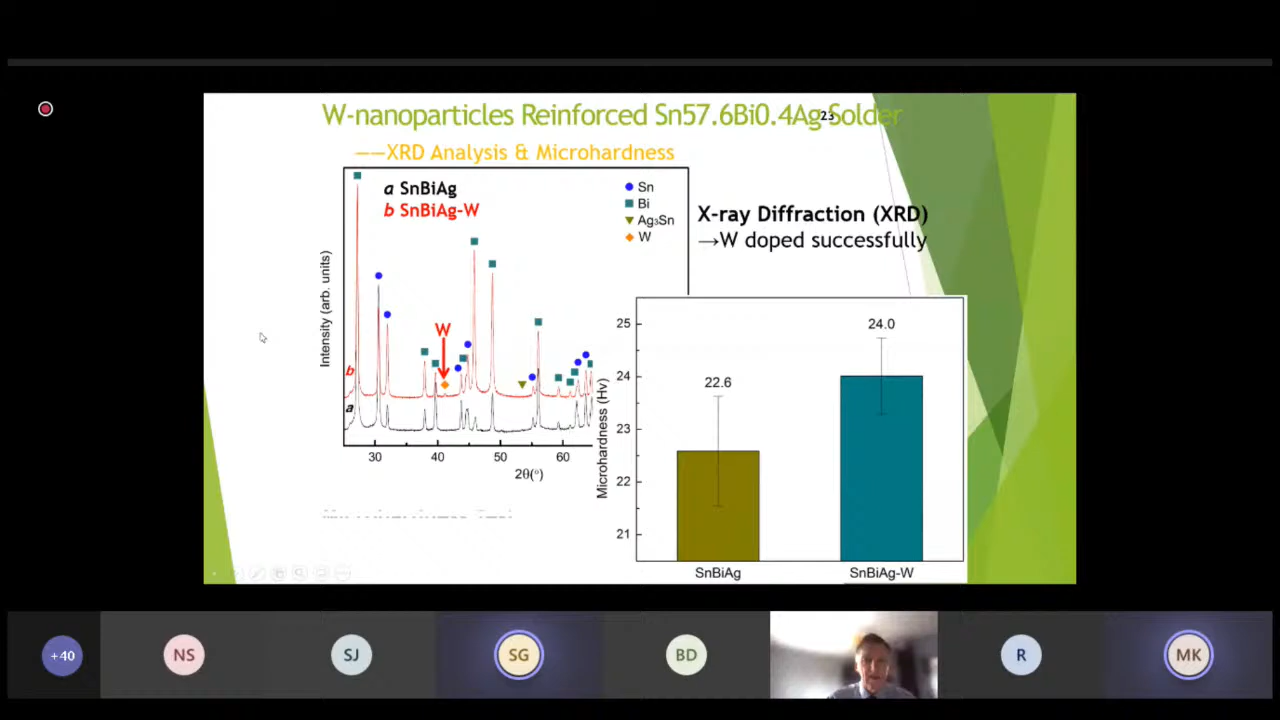 W-nanoparticles Reinforced Sn57.6Bi0.4Ag Solder
23
——XRD Analysis & Microhardness
a SnBiAg
b SnBiAg-W
Sn
Bi
Ag₃Sn
W
W
b
a
Intensity (arb. units)
30 40 50 60
2θ(°)
X-ray Diffraction (XRD)
→W doped successfully
Microhardness (Hv)
25
24
23
22
21
22.6
24.0
SnBiAg SnBiAg-W
+40 NS SJ SG BD R MK